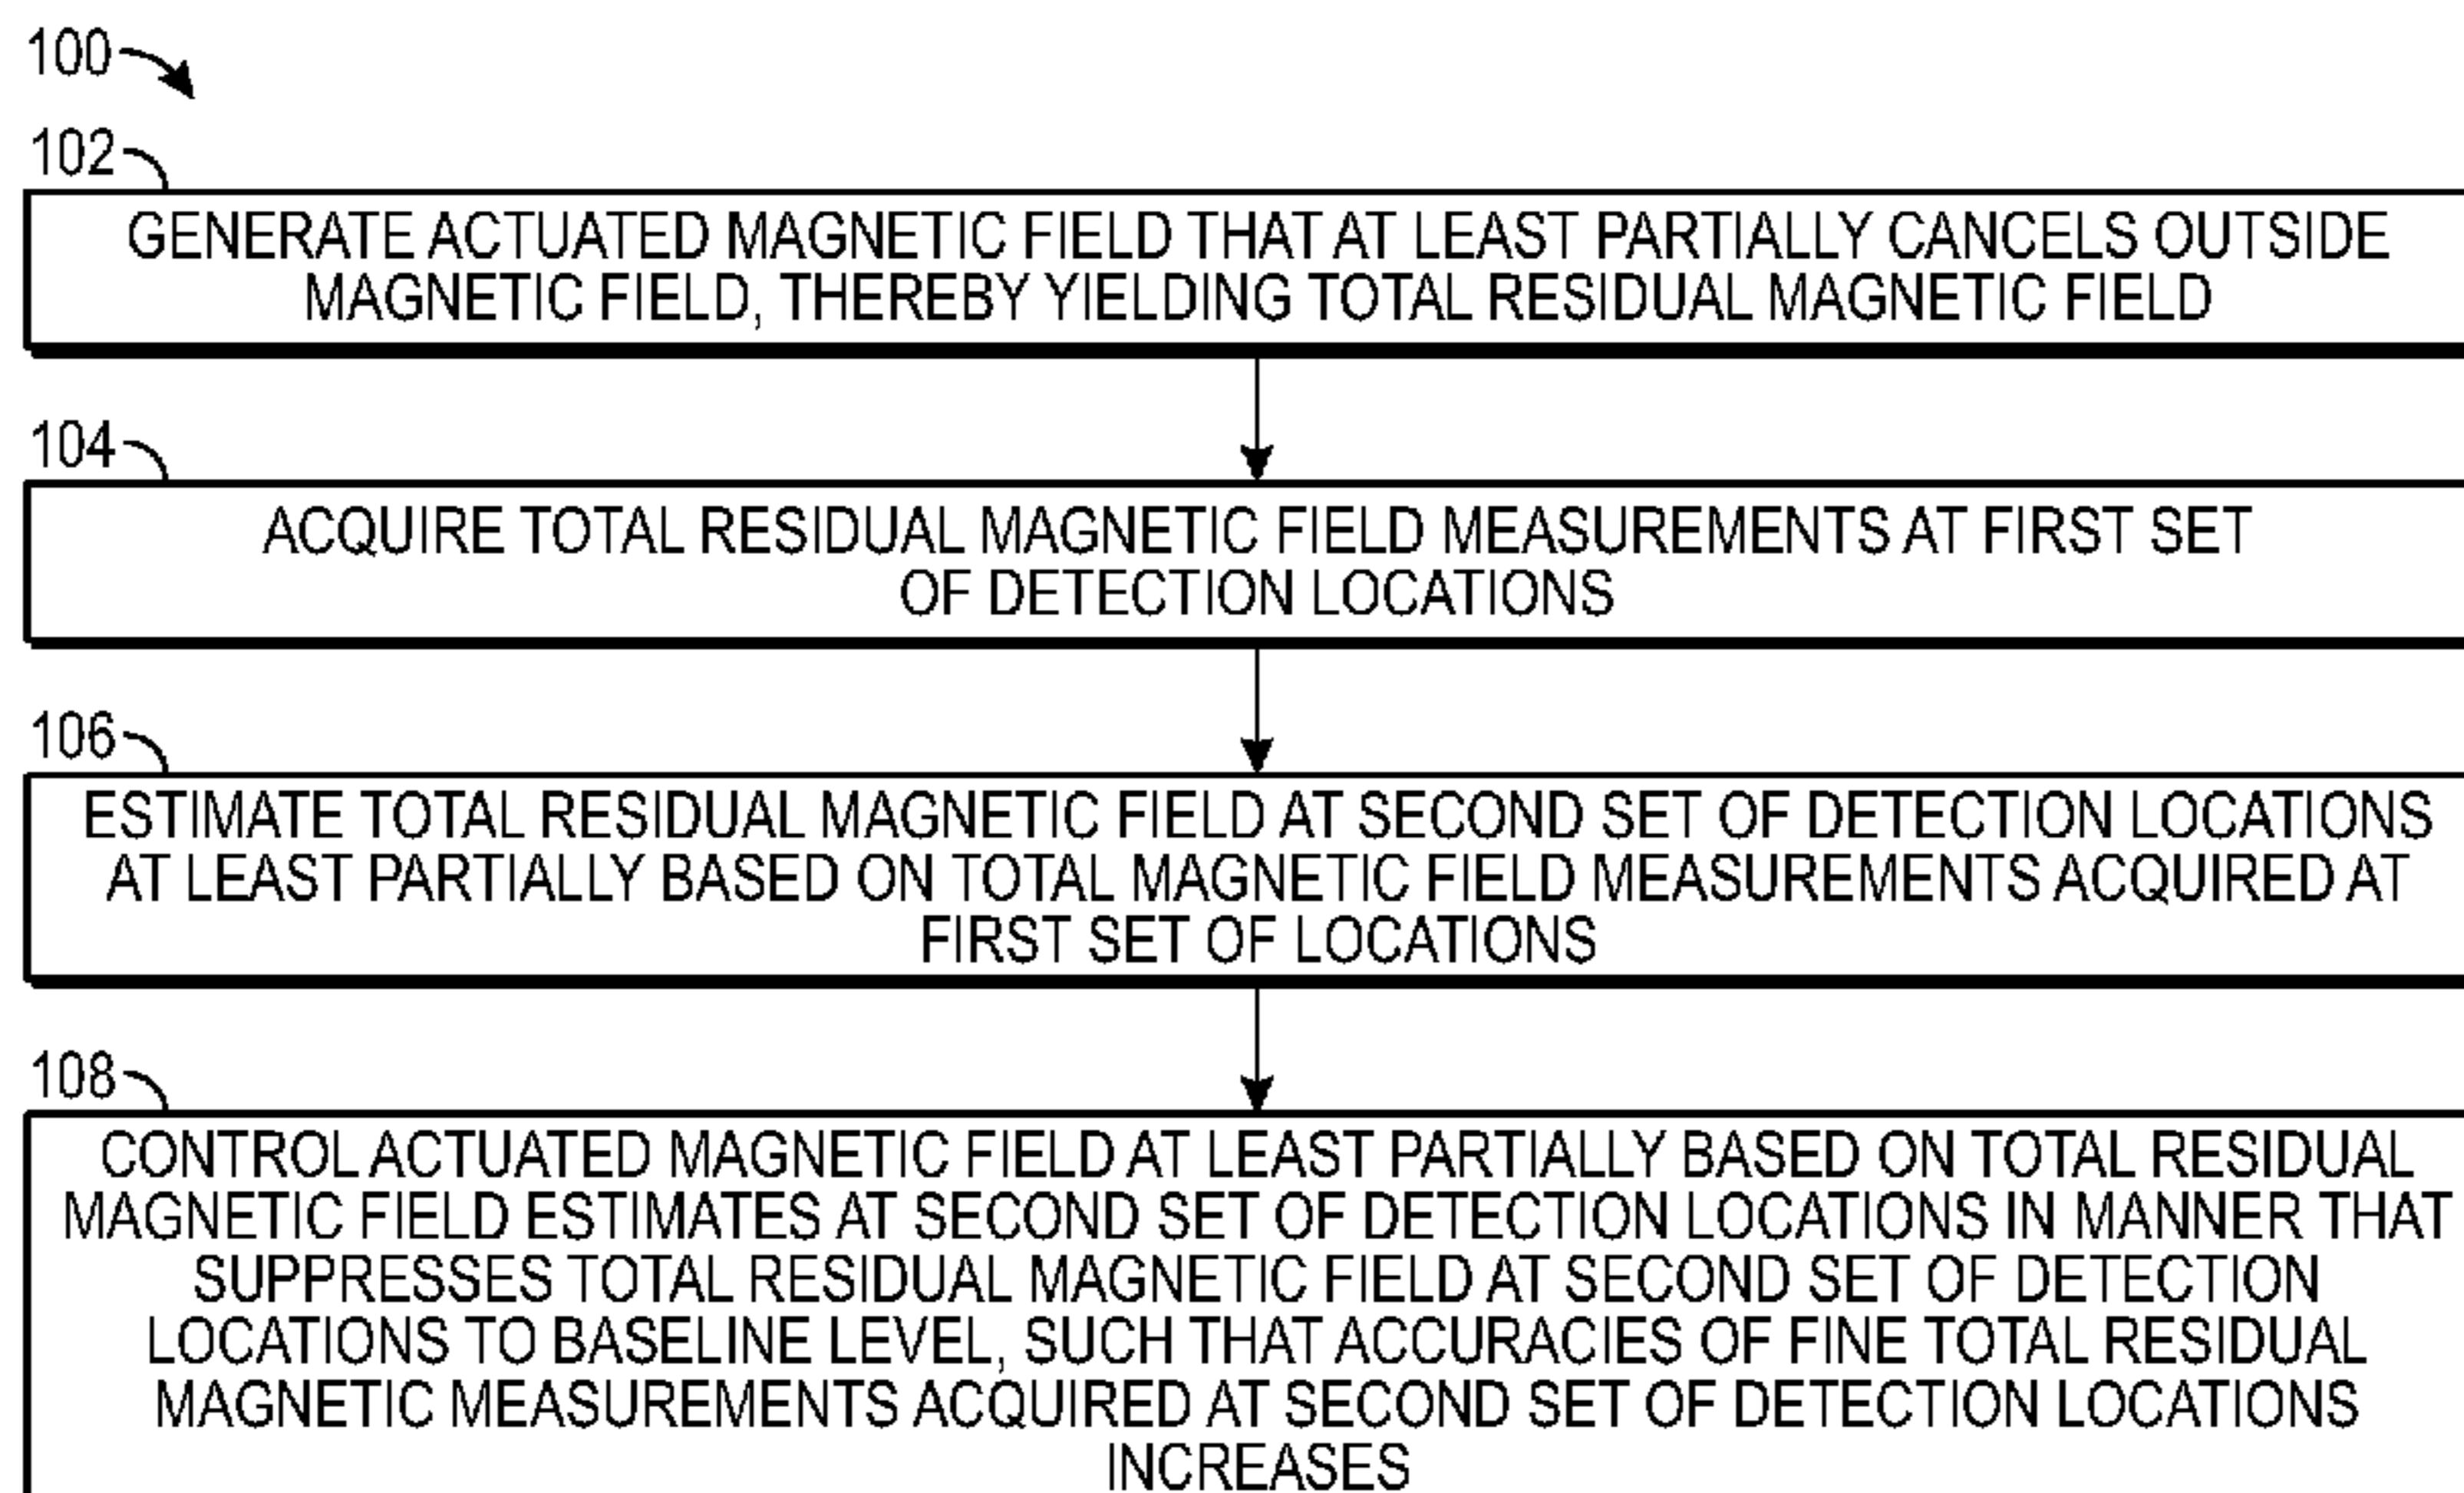 100
102
GENERATE ACTUATED MAGNETIC FIELD THAT AT LEAST PARTIALLY CANCELS OUTSIDE
MAGNETIC FIELD, THEREBY YIELDING TOTAL RESIDUAL MAGNETIC FIELD
104
ACQUIRE TOTAL RESIDUAL MAGNETIC FIELD MEASUREMENTS AT FIRST SET
OF DETECTION LOCATIONS
106
ESTIMATE TOTAL RESIDUAL MAGNETIC FIELD AT SECOND SET OF DETECTION LOCATIONS
AT LEAST PARTIALLY BASED ON TOTAL MAGNETIC FIELD MEASUREMENTS ACQUIRED AT
FIRST SET OF LOCATIONS
108
CONTROL ACTUATED MAGNETIC FIELD AT LEAST PARTIALLY BASED ON TOTAL RESIDUAL
MAGNETIC FIELD ESTIMATES AT SECOND SET OF DETECTION LOCATIONS IN MANNER THAT
SUPPRESSES TOTAL RESIDUAL MAGNETIC FIELD AT SECOND SET OF DETECTION
LOCATIONS TO BASELINE LEVEL, SUCH THAT ACCURACIES OF FINE TOTAL RESIDUAL
MAGNETIC MEASUREMENTS ACQUIRED AT SECOND SET OF DETECTION LOCATIONS
INCREASES